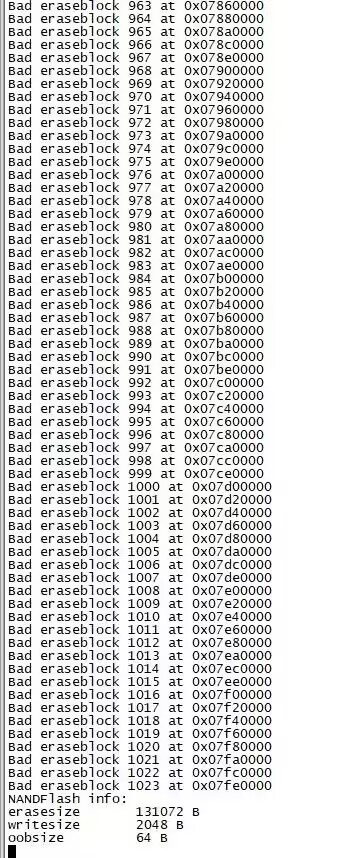 Bad eraseblock 963 at 0x07860000
Bad eraseblock 964 at 0x07880000
Bad eraseblock 965 at 0x078a0000
Bad eraseblock 966 at 0x078c0000
Bad eraseblock 967 at 0x078e0000
Bad eraseblock 968 at 0x07900000
Bad eraseblock 969 at 0x07920000
Bad eraseblock 970 at 0x07940000
Bad eraseblock 971 at 0x07960000
Bad eraseblock 972 at 0x07980000
Bad eraseblock 973 at 0x079a0000
Bad eraseblock 974 at 0x079c0000
Bad eraseblock 975 at 0x079e0000
Bad eraseblock 976 at 0x07a00000
Bad eraseblock 977 at 0x07a20000
Bad eraseblock 978 at 0x07a40000
Bad eraseblock 979 at 0x07a60000
Bad eraseblock 980 at 0x07a80000
Bad eraseblock 981 at 0x07aa0000
Bad eraseblock 982 at 0x07ac0000
Bad eraseblock 983 at 0x07ae0000
Bad eraseblock 984 at 0x07b00000
Bad eraseblock 985 at 0x07b20000
Bad eraseblock 986 at 0x07b40000
Bad eraseblock 987 at 0x07b60000
Bad eraseblock 988 at 0x07b80000
Bad eraseblock 989 at 0x07ba0000
Bad eraseblock 990 at 0x07bc0000
Bad eraseblock 991 at 0x07be0000
Bad eraseblock 992 at 0x07c00000
Bad eraseblock 993 at 0x07c20000
Bad eraseblock 994 at 0x07c40000
Bad eraseblock 995 at 0x07c60000
Bad eraseblock 996 at 0x07c80000
Bad eraseblock 997 at 0x07ca0000
Bad eraseblock 998 at 0x07cc0000
Bad eraseblock 999 at 0x07ce0000
Bad eraseblock 1000 at 0x07d00000
Bad eraseblock 1001 at 0x07d20000
Bad eraseblock 1002 at 0x07d40000
Bad eraseblock 1003 at 0x07d60000
Bad eraseblock 1004 at 0x07d80000
Bad eraseblock 1005 at 0x07da0000
Bad eraseblock 1006 at 0x07dc0000
Bad eraseblock 1007 at 0x07de0000
Bad eraseblock 1008 at 0x07e00000
Bad eraseblock 1009 at 0x07e20000
Bad eraseblock 1010 at 0x07e40000
Bad eraseblock 1011 at 0x07e60000
Bad eraseblock 1012 at 0x07e80000
Bad eraseblock 1013 at 0x07ea0000
Bad eraseblock 1014 at 0x07ec0000
Bad eraseblock 1015 at 0x07ee0000
Bad eraseblock 1016 at 0x07f00000
Bad eraseblock 1017 at 0x07f20000
Bad eraseblock 1018 at 0x07f40000
Bad eraseblock 1019 at 0x07f60000
Bad eraseblock 1020 at 0x07f80000
Bad eraseblock 1021 at 0x07fa0000
Bad eraseblock 1022 at 0x07fc0000
Bad eraseblock 1023 at 0x07fe0000
NANDFlash info:
erasesize 131072 B
writesize 2048 B
oobsize 64 B